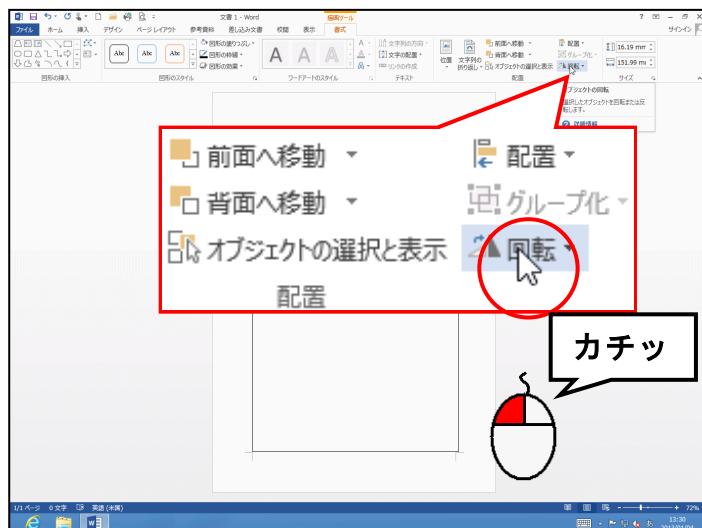 文書 1 - Word
描画ツール
ファイル ホーム 挿入 デザイン ページ レイアウト 参考資料 差し込み文書 校閲 表示 書式 サインイン
Abc Abc Abc
図形の塗りつぶし
図形の枠線
図形の効果
A A A
文字列の方向
文字の配置
リンクの作成
位置 文字列の折り返し
前面へ移動
背面へ移動
オブジェクトの選択と表示
配置
グループ化
回転
16.19 mm
151.99 mm
図形の挿入 図形のスタイル ワードアートのスタイル テキスト 配置 サイズ
オブジェクトの回転
選択したオブジェクトを回転または反転します。
詳細情報
前面へ移動 配置
背面へ移動 グループ化
オブジェクトの選択と表示 回転
配置
カチッ
1/1 ページ 0 文字 英語 (米国) 72%
13:30